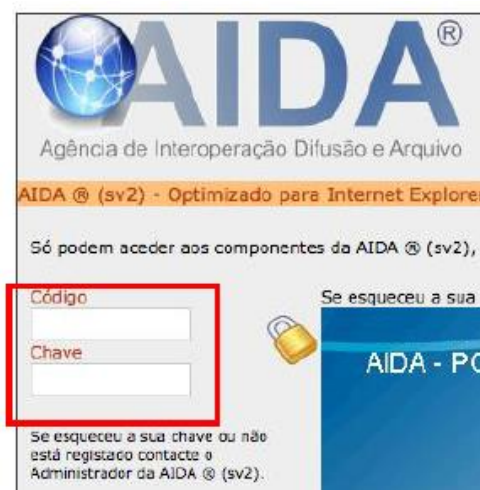 AIDA®
Agência de Interoperação Difusão e Arquivo
AIDA ® (sv2) - Optimizado para Internet Explorer
Só podem aceder aos componentes da AIDA ® (sv2),
Código
Se esqueceu a sua
Chave
AIDA - PC
Se esqueceu a sua chave ou não
está registado contacte o
Administrador da AIDA ® (sv2).